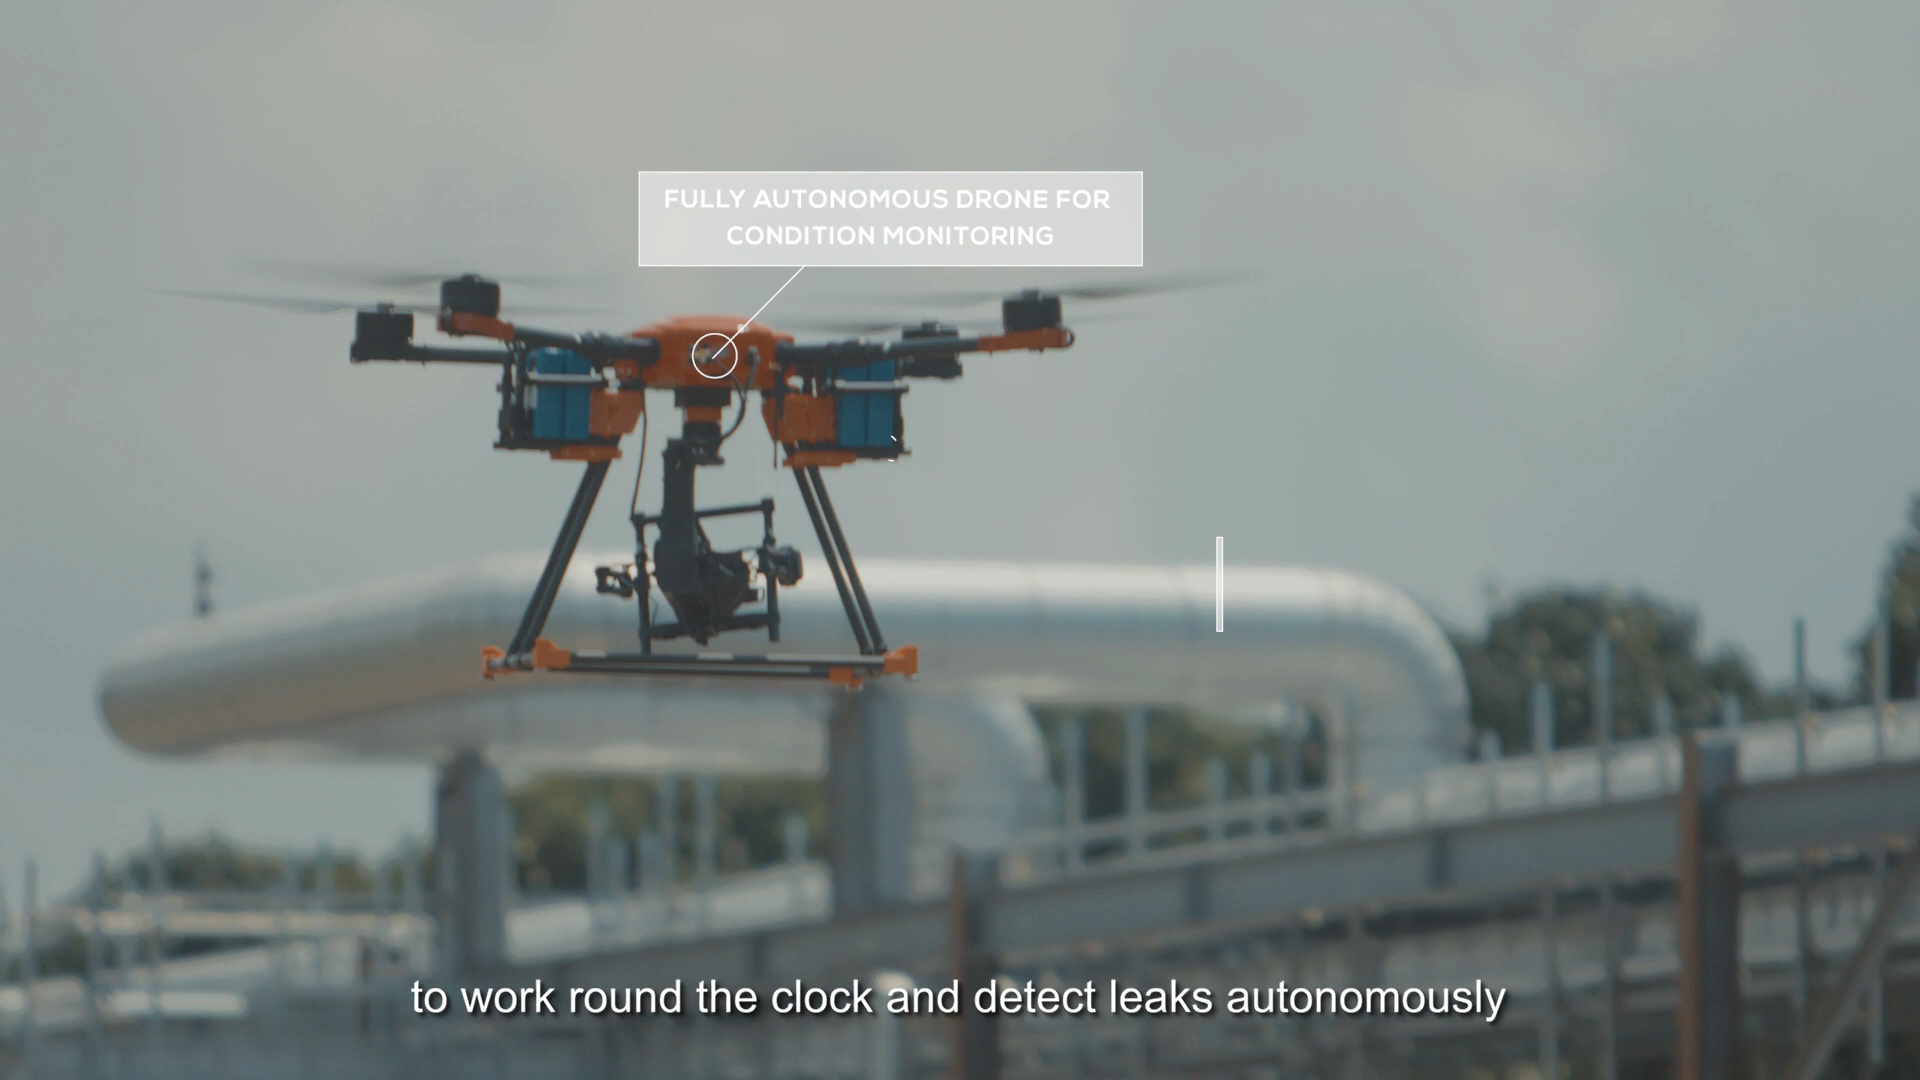 FULLY AUTONOMOUS DRONE FOR
CONDITION MONITORING
to work round the clock and detect leaks autonomously